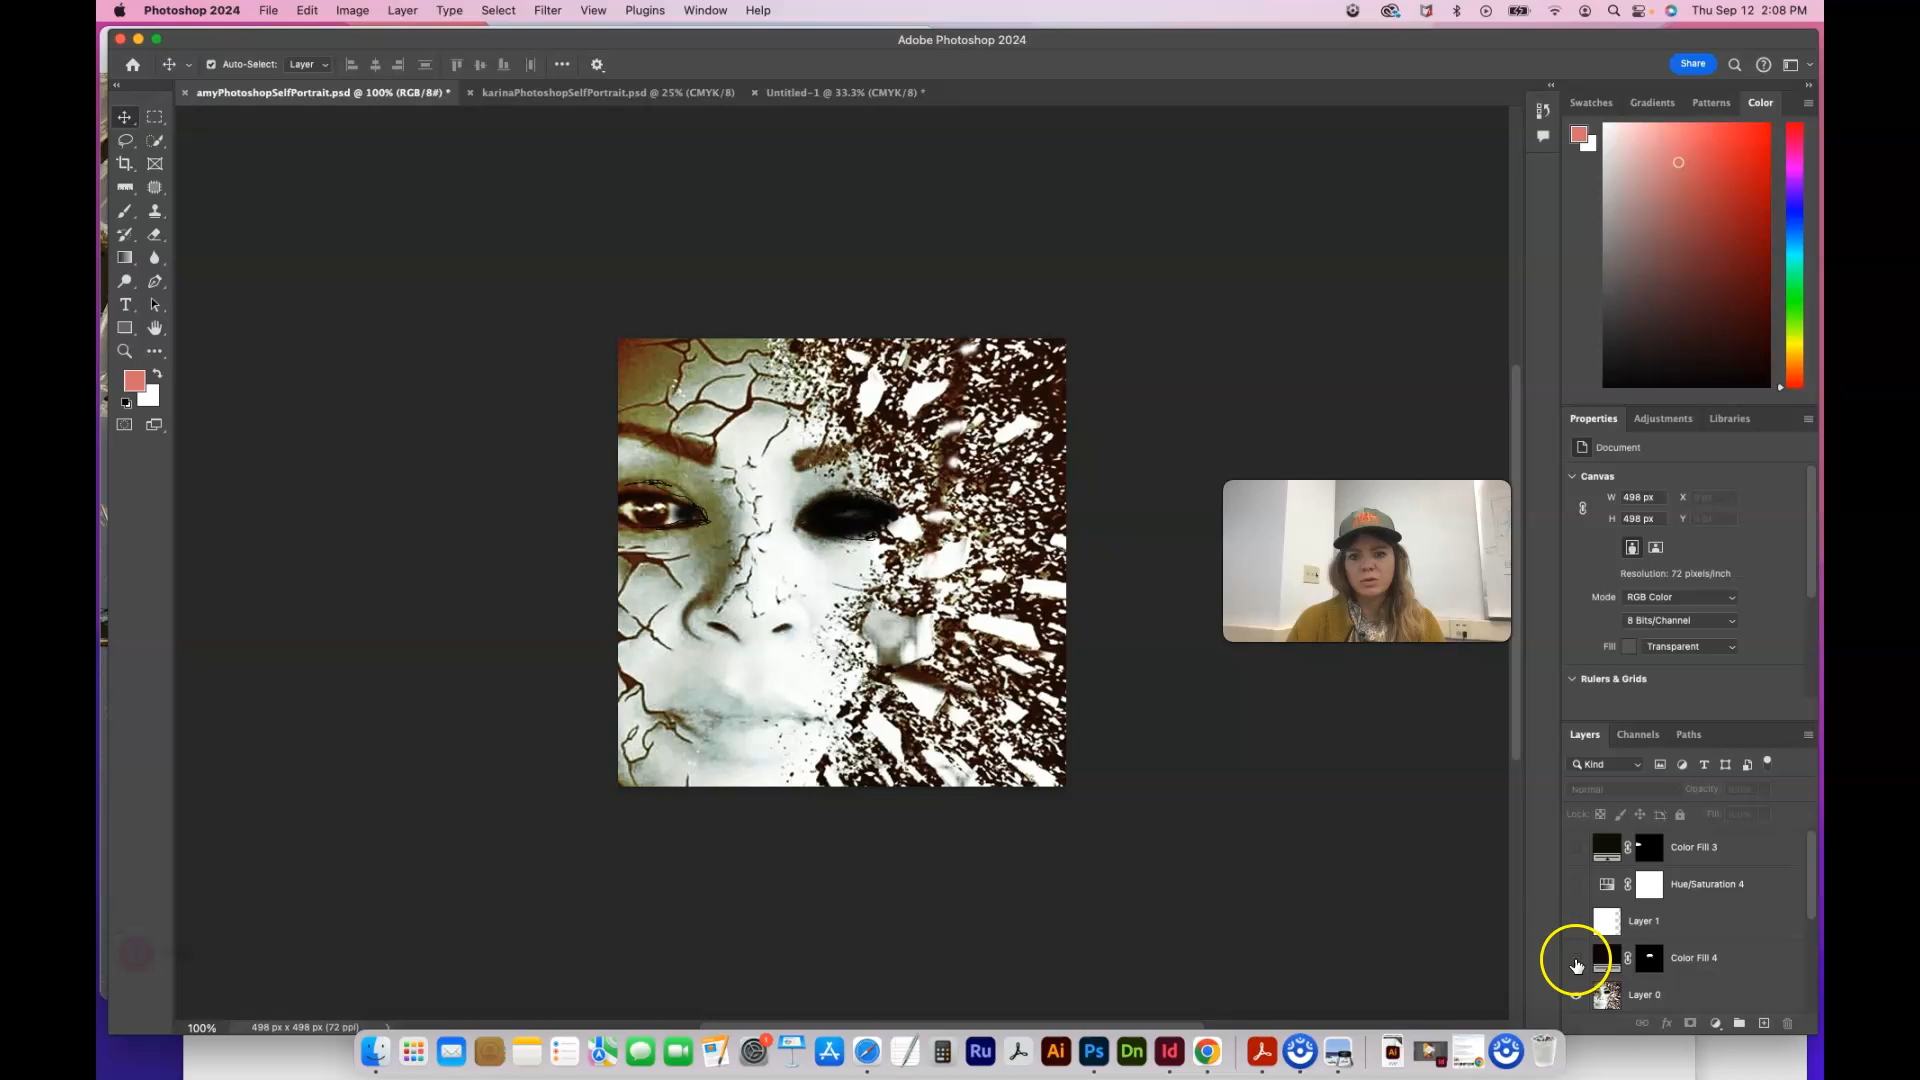 Photoshop 2024 File Edit Image Layer Type Select Filter View Plugins Window Help Thu Sep 12 2:08 PM
Adobe Photoshop 2024
Auto-Select: Layer Share
amyPhotoshopSelfPortrait.psd @ 100% (RGB/8#) * karinaPhotoshopSelfPortrait.psd @ 25% (CMYK/8) Untitled-1 @ 33.3% (CMYK/8) *
Swatches Gradients Patterns Color
Properties Adjustments Libraries
Document
Canvas
W 498 px X
H 498 px Y
Resolution: 72 pixels/inch
Mode RGB Color
8 Bits/Channel
Fill Transparent
Rulers & Grids
Layers Channels Paths
Kind
Normal Opacity
Lock: Fill:
Color Fill 3
Hue/Saturation 4
Layer 1
Color Fill 4
Layer 0
100% 498 px x 498 px (72 ppi)
1
Ru Ai Ps Dn Id